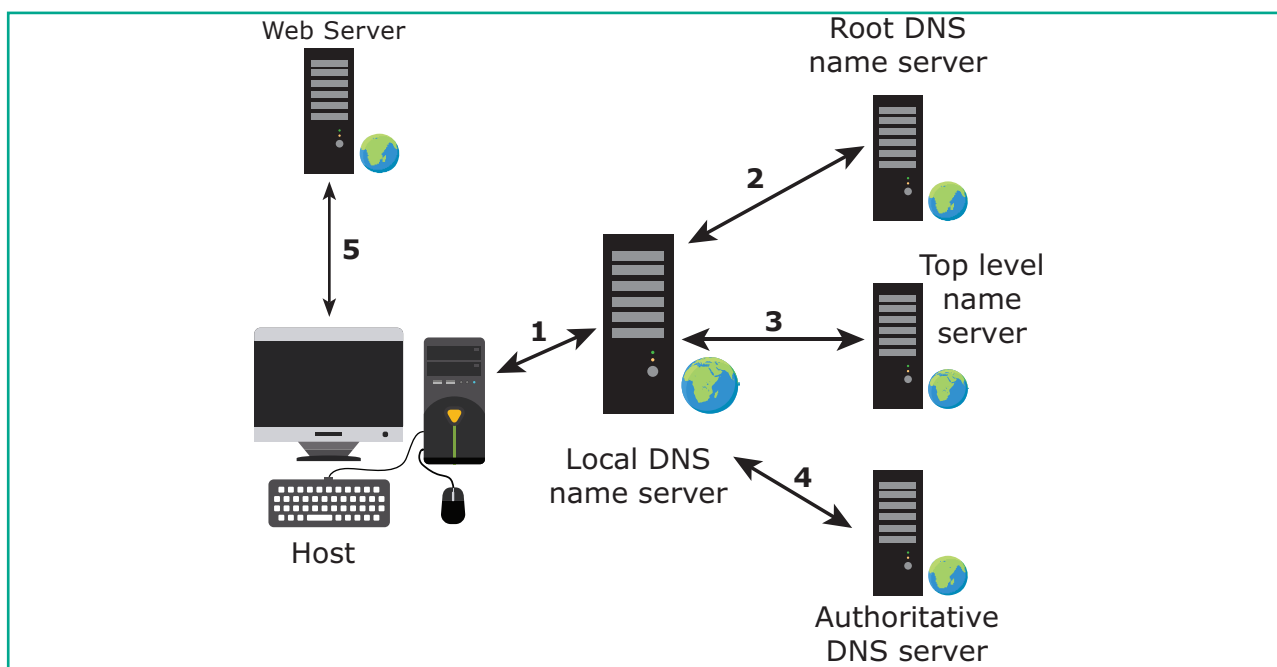 Web Server
Root DNS
name server
2
5
Top level
name
server
1
3
Local DNS
name server
4
Host
Authoritative
DNS server